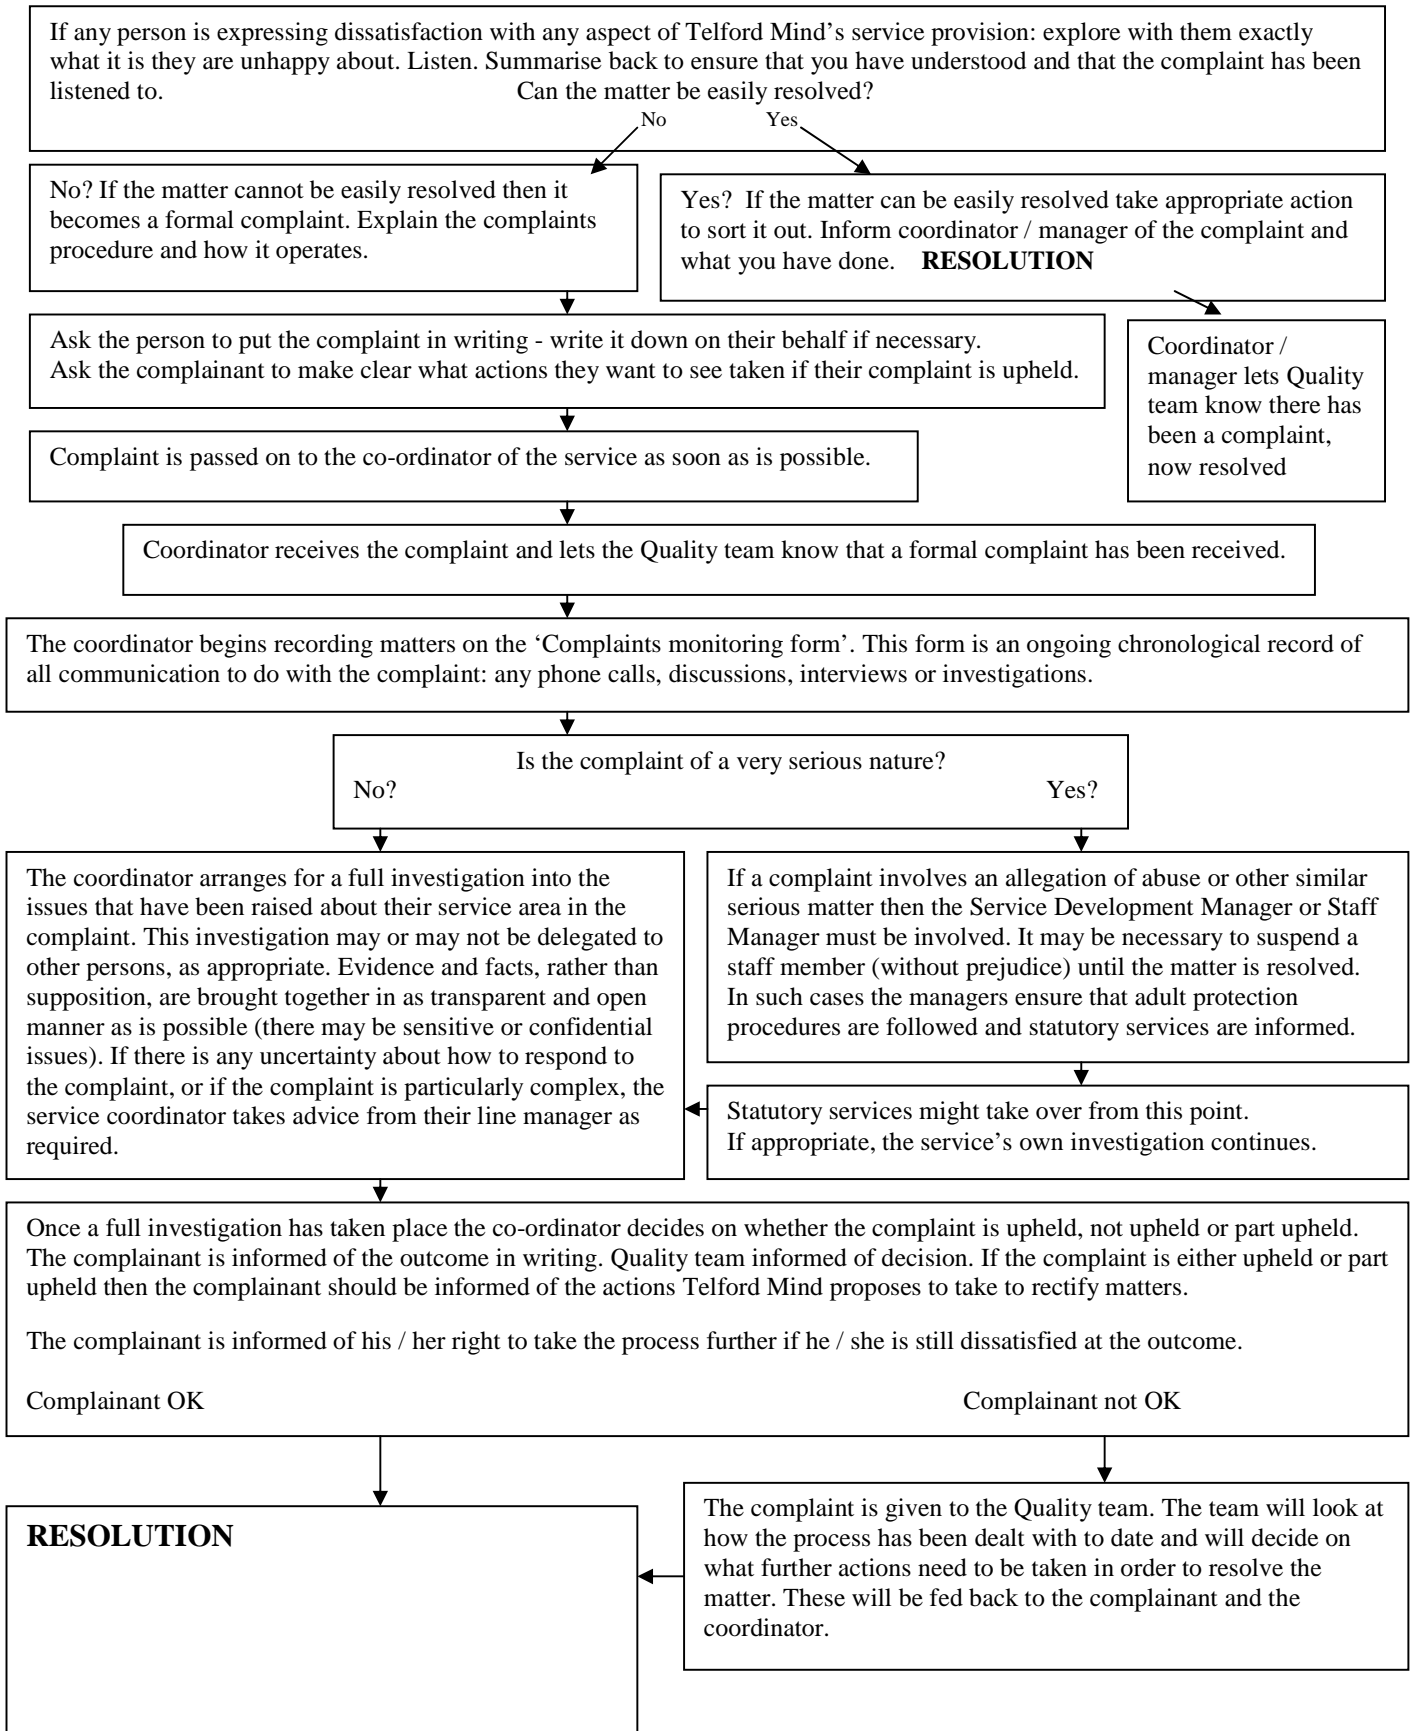 If any person is expressing dissatisfaction with any aspect of Telford Mind’s service provision: explore with them exactly
what it is they are unhappy about. Listen. Summarise back to ensure that you have understood and that the complaint has been
listened to. Can the matter be easily resolved?
No Yes
No? If the matter cannot be easily resolved then it
becomes a formal complaint. Explain the complaints
procedure and how it operates.
Yes? If the matter can be easily resolved take appropriate action
to sort it out. Inform coordinator / manager of the complaint and
what you have done. RESOLUTION
Ask the person to put the complaint in writing - write it down on their behalf if necessary.
Ask the complainant to make clear what actions they want to see taken if their complaint is upheld.
Coordinator /
manager lets Quality
team know there has
been a complaint,
now resolved
Complaint is passed on to the co-ordinator of the service as soon as is possible.
Coordinator receives the complaint and lets the Quality team know that a formal complaint has been received.
The coordinator begins recording matters on the ‘Complaints monitoring form’. This form is an ongoing chronological record of
all communication to do with the complaint: any phone calls, discussions, interviews or investigations.
Is the complaint of a very serious nature?
No? Yes?
The coordinator arranges for a full investigation into the
issues that have been raised about their service area in the
complaint. This investigation may or may not be delegated to
other persons, as appropriate. Evidence and facts, rather than
supposition, are brought together in as transparent and open
manner as is possible (there may be sensitive or confidential
issues). If there is any uncertainty about how to respond to
the complaint, or if the complaint is particularly complex, the
service coordinator takes advice from their line manager as
required.
If a complaint involves an allegation of abuse or other similar
serious matter then the Service Development Manager or Staff
Manager must be involved. It may be necessary to suspend a
staff member (without prejudice) until the matter is resolved.
In such cases the managers ensure that adult protection
procedures are followed and statutory services are informed.
Statutory services might take over from this point.
If appropriate, the service’s own investigation continues.
Once a full investigation has taken place the co-ordinator decides on whether the complaint is upheld, not upheld or part upheld.
The complainant is informed of the outcome in writing. Quality team informed of decision. If the complaint is either upheld or part
upheld then the complainant should be informed of the actions Telford Mind proposes to take to rectify matters.
The complainant is informed of his / her right to take the process further if he / she is still dissatisfied at the outcome.
Complainant OK Complainant not OK
RESOLUTION
The complaint is given to the Quality team. The team will look at
how the process has been dealt with to date and will decide on
what further actions need to be taken in order to resolve the
matter. These will be fed back to the complainant and the
coordinator.